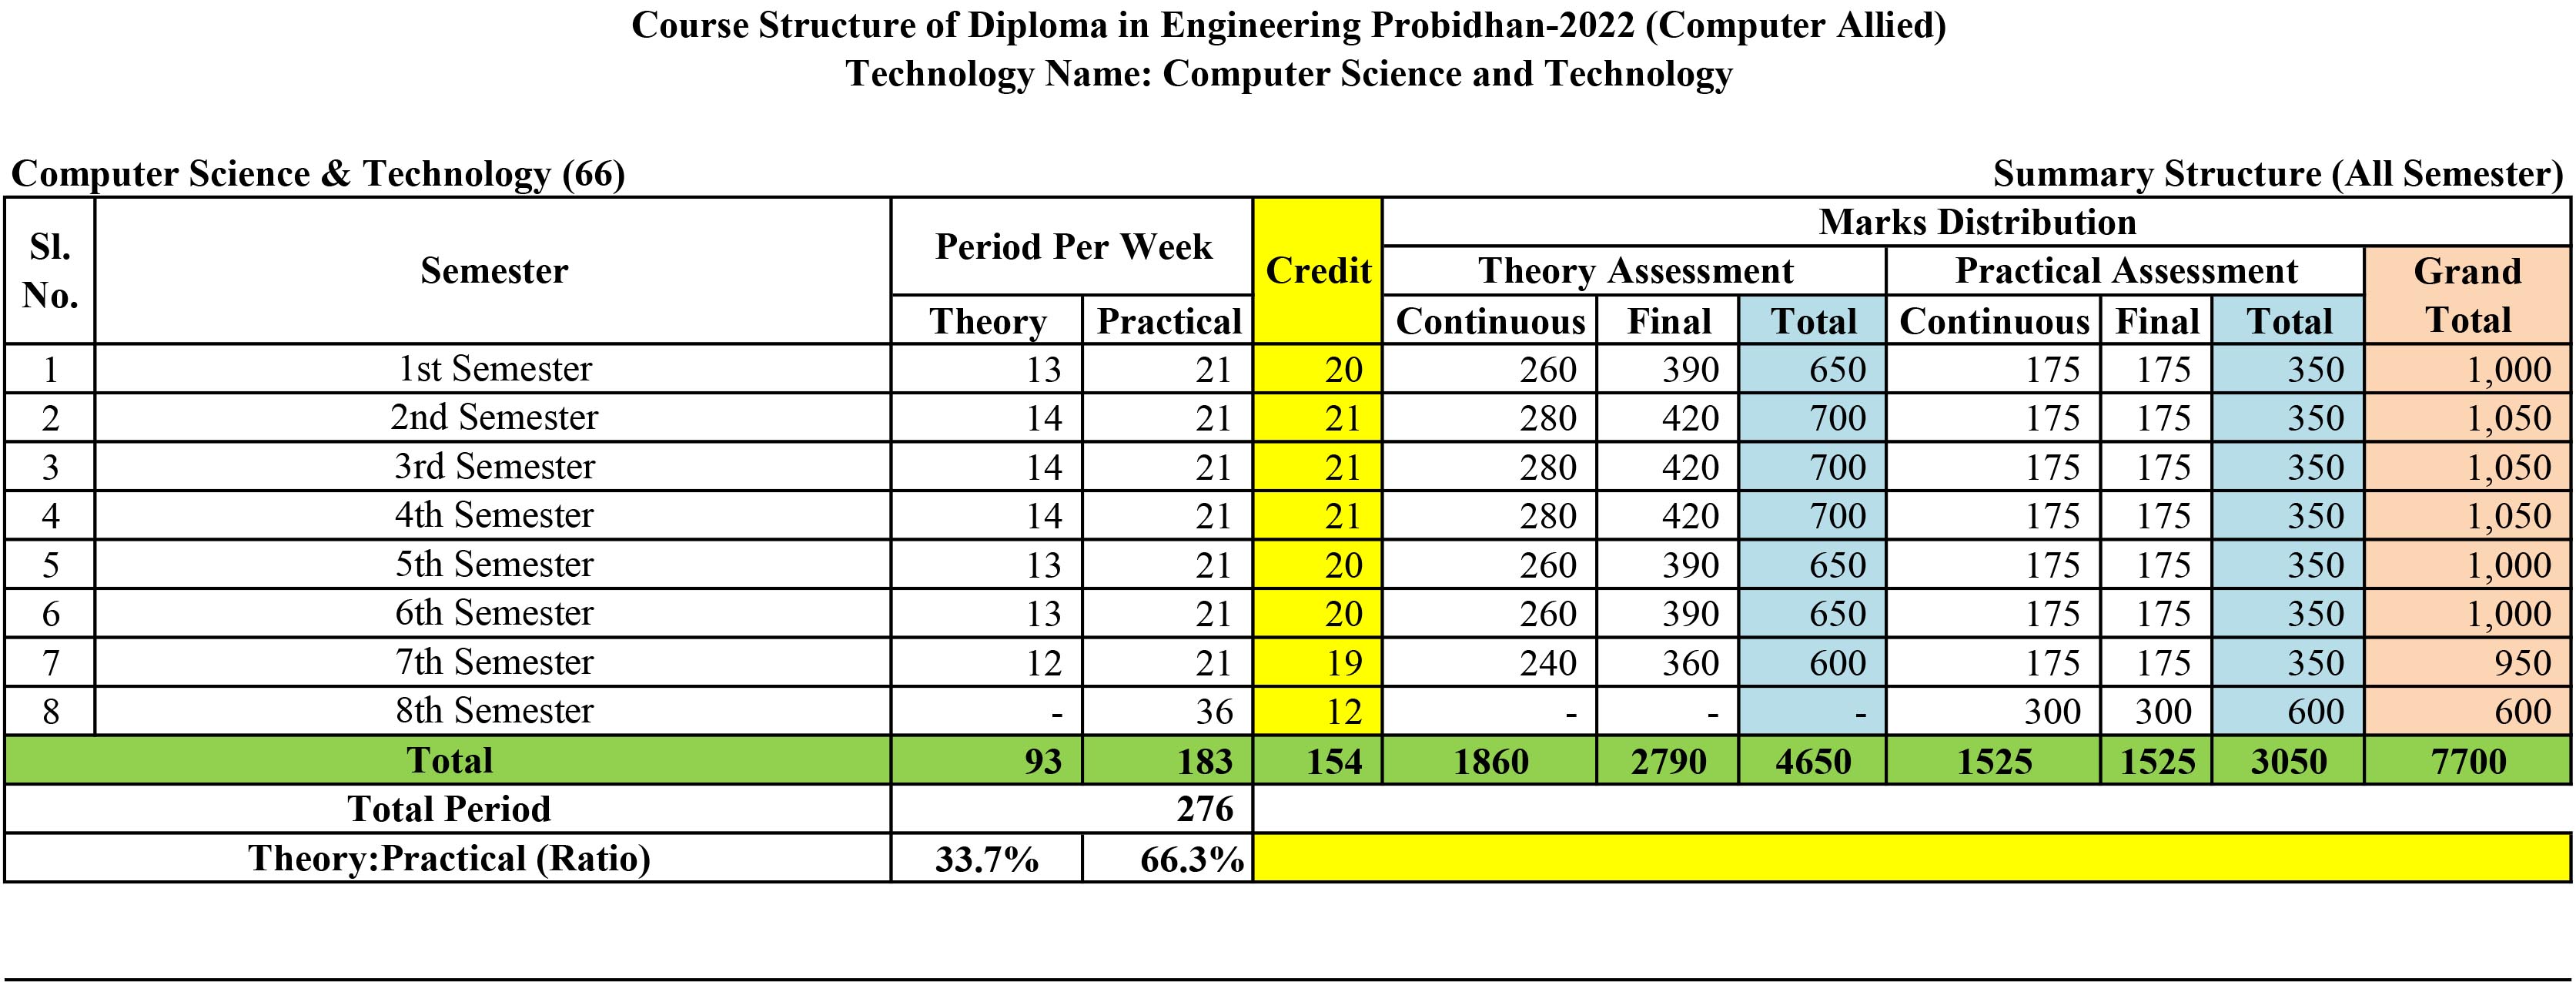 Course Structure of Diploma in Engineering Probidhan-2022 (Computer Allied)
Technology Name: Computer Science and Technology
Computer Science & Technology (66) Summary Structure (All Semester)
Sl. No. Semester Period Per Week Credit Marks Distribution
Theory Assessment Practical Assessment Grand Total
Theory Practical Continuous Final Total Continuous Final Total
1 1st Semester 13 21 20 260 390 650 175 175 350 1,000
2 2nd Semester 14 21 21 280 420 700 175 175 350 1,050
3 3rd Semester 14 21 21 280 420 700 175 175 350 1,050
4 4th Semester 14 21 21 280 420 700 175 175 350 1,050
5 5th Semester 13 21 20 260 390 650 175 175 350 1,000
6 6th Semester 13 21 20 260 390 650 175 175 350 1,000
7 7th Semester 12 21 19 240 360 600 175 175 350 950
8 8th Semester - 36 12 - - - 300 300 600 600
Total 93 183 154 1860 2790 4650 1525 1525 3050 7700
Total Period 276
Theory:Practical (Ratio) 33.7% 66.3%